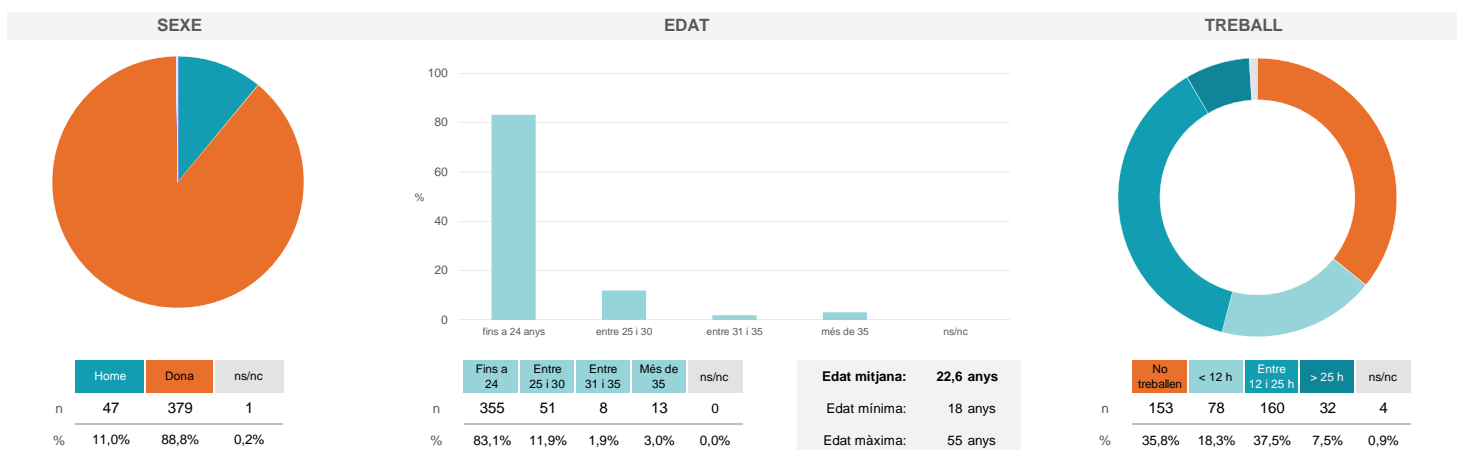 SEXE
EDAT
TREBALL
100
80
60
%
40
20
0
fins a 24 anys
entre 25 i 30
entre 31 i 35
més de 35
ns/nc
Home Dona ns/nc
n 47 379 1
% 11,0% 88,8% 0,2%
Fins a 24 Entre 25 i 30 Entre 31 i 35 Més de 35 ns/nc
n 355 51 8 13 0
% 83,1% 11,9% 1,9% 3,0% 0,0%
Edat mitjana: 22,6 anys
Edat mínima: 18 anys
Edat màxima: 55 anys
No treballen < 12 h Entre 12 i 25 h > 25 h ns/nc
n 153 78 160 32 4
% 35,8% 18,3% 37,5% 7,5% 0,9%